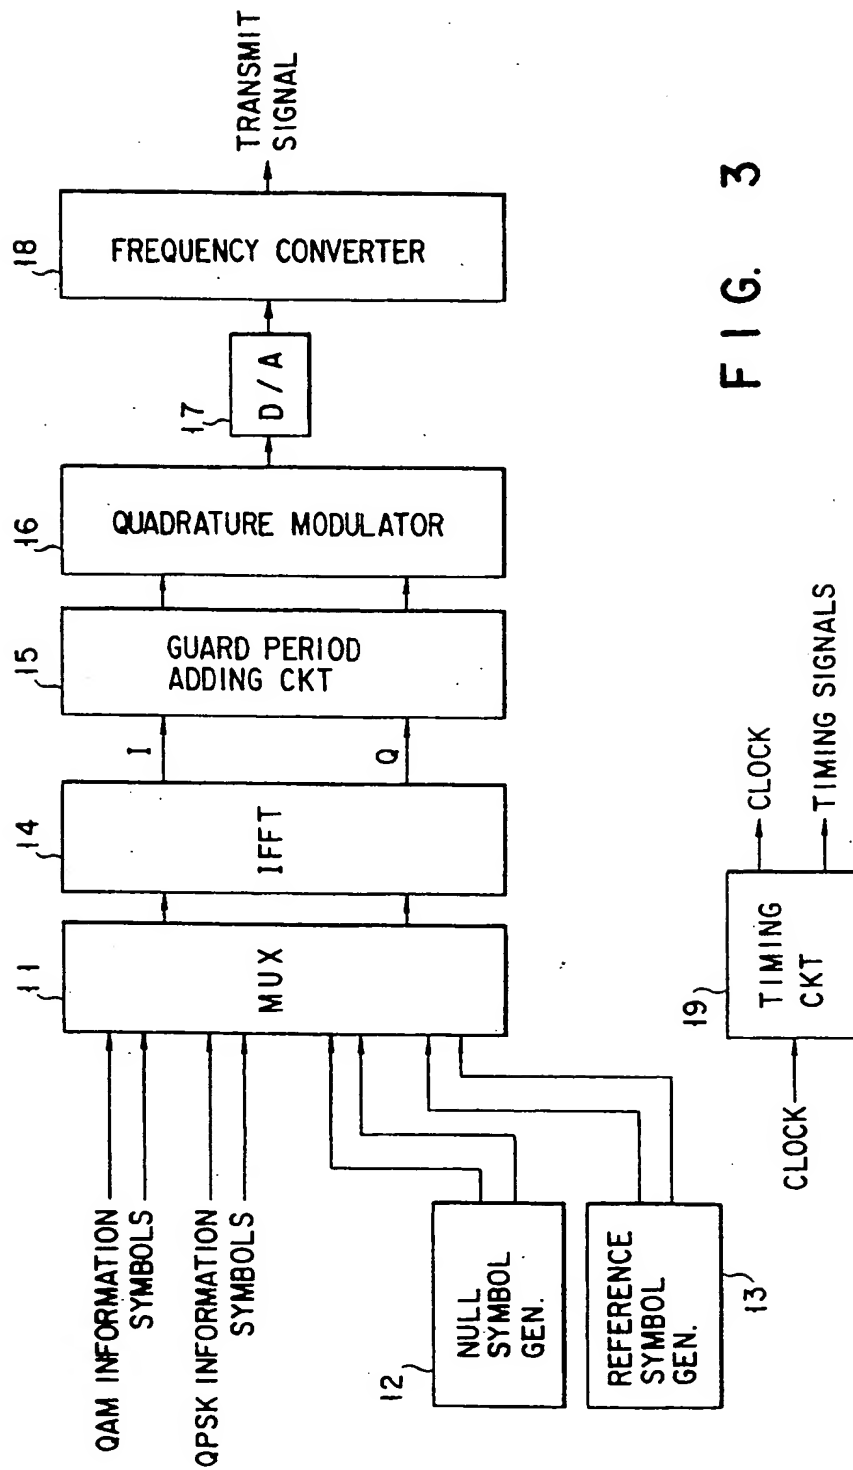 QAM INFORMATION
SYMBOLS
QPSK INFORMATION
SYMBOLS
12
NULL
SYMBOL
GEN.
REFERENCE
SYMBOL
GEN.
13
11
MUX
14
IFFT
I
Q
15
GUARD PERIOD
ADDING CKT
16
QUADRATURE MODULATOR
17
D/A
18
FREQUENCY CONVERTER
TRANSMIT
SIGNAL
CLOCK
19
TIMING
CKT
CLOCK
TIMING SIGNALS
FIG. 3